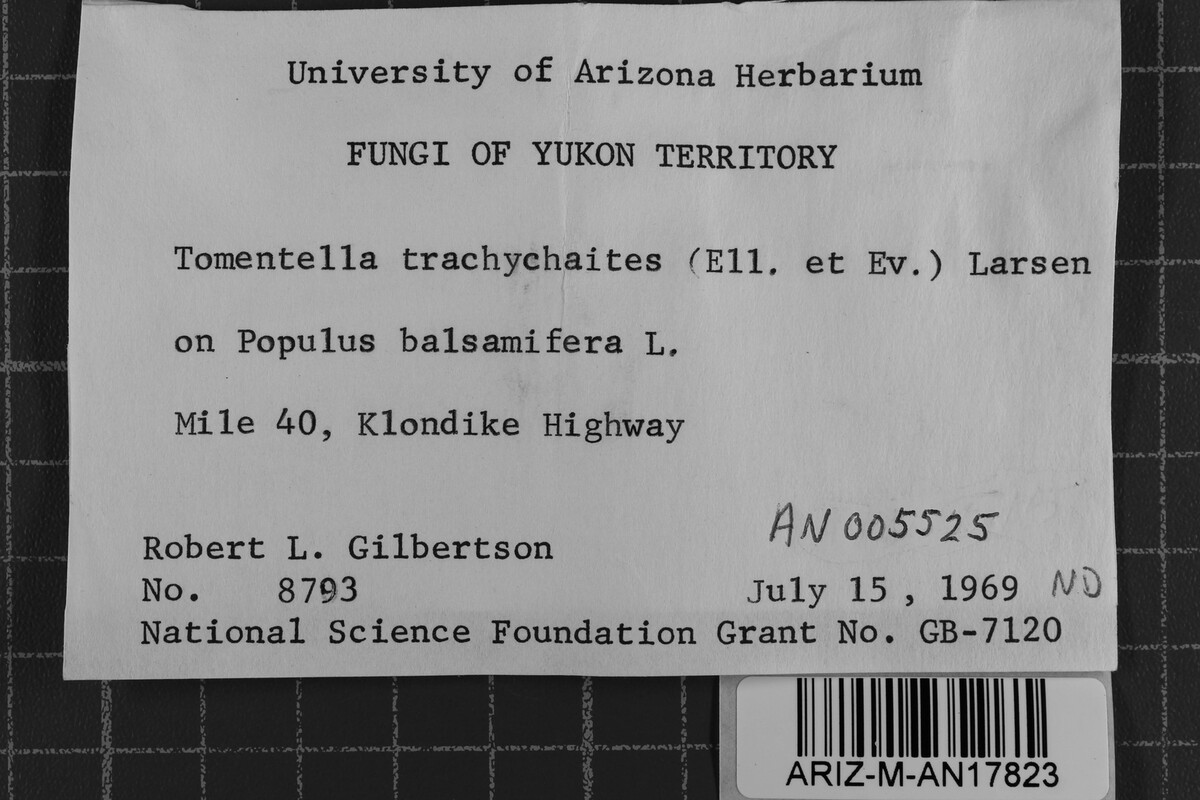 University of Arizona Herbarium
FUNGI OF YUKON TERRITORY
Tomentella trachychaites (Ell. et Ev.) Larsen
on Populus balsamifera L.
Mile 40, Klondike Highway
AN 005525
Robert L. Gilbertson
No. 8793 July 15, 1969 ND
National Science Foundation Grant No. GB-7120
ARIZ-M-AN17823